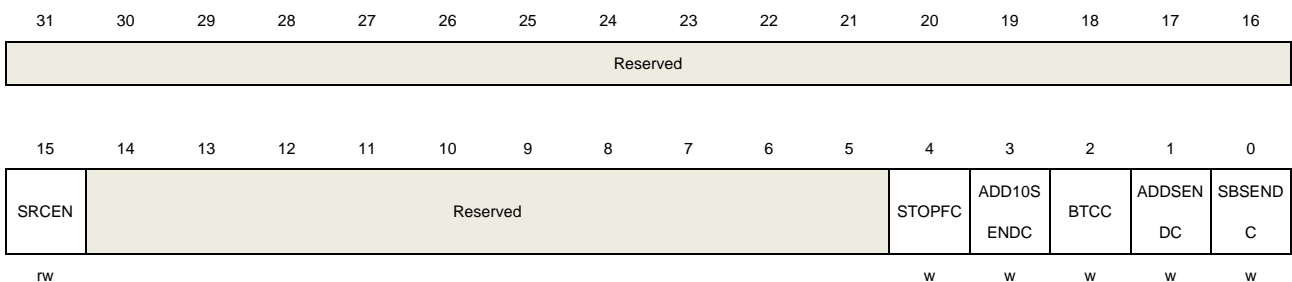 31 30 29 28 27 26 25 24 23 22 21 20 19 18 17 16
Reserved
15 14 13 12 11 10 9 8 7 6 5 4 3 2 1 0
SRCEN Reserved STOPFC ADD10S ENDC BTCC ADDSEN DC SBSEND C
rw w w w w w